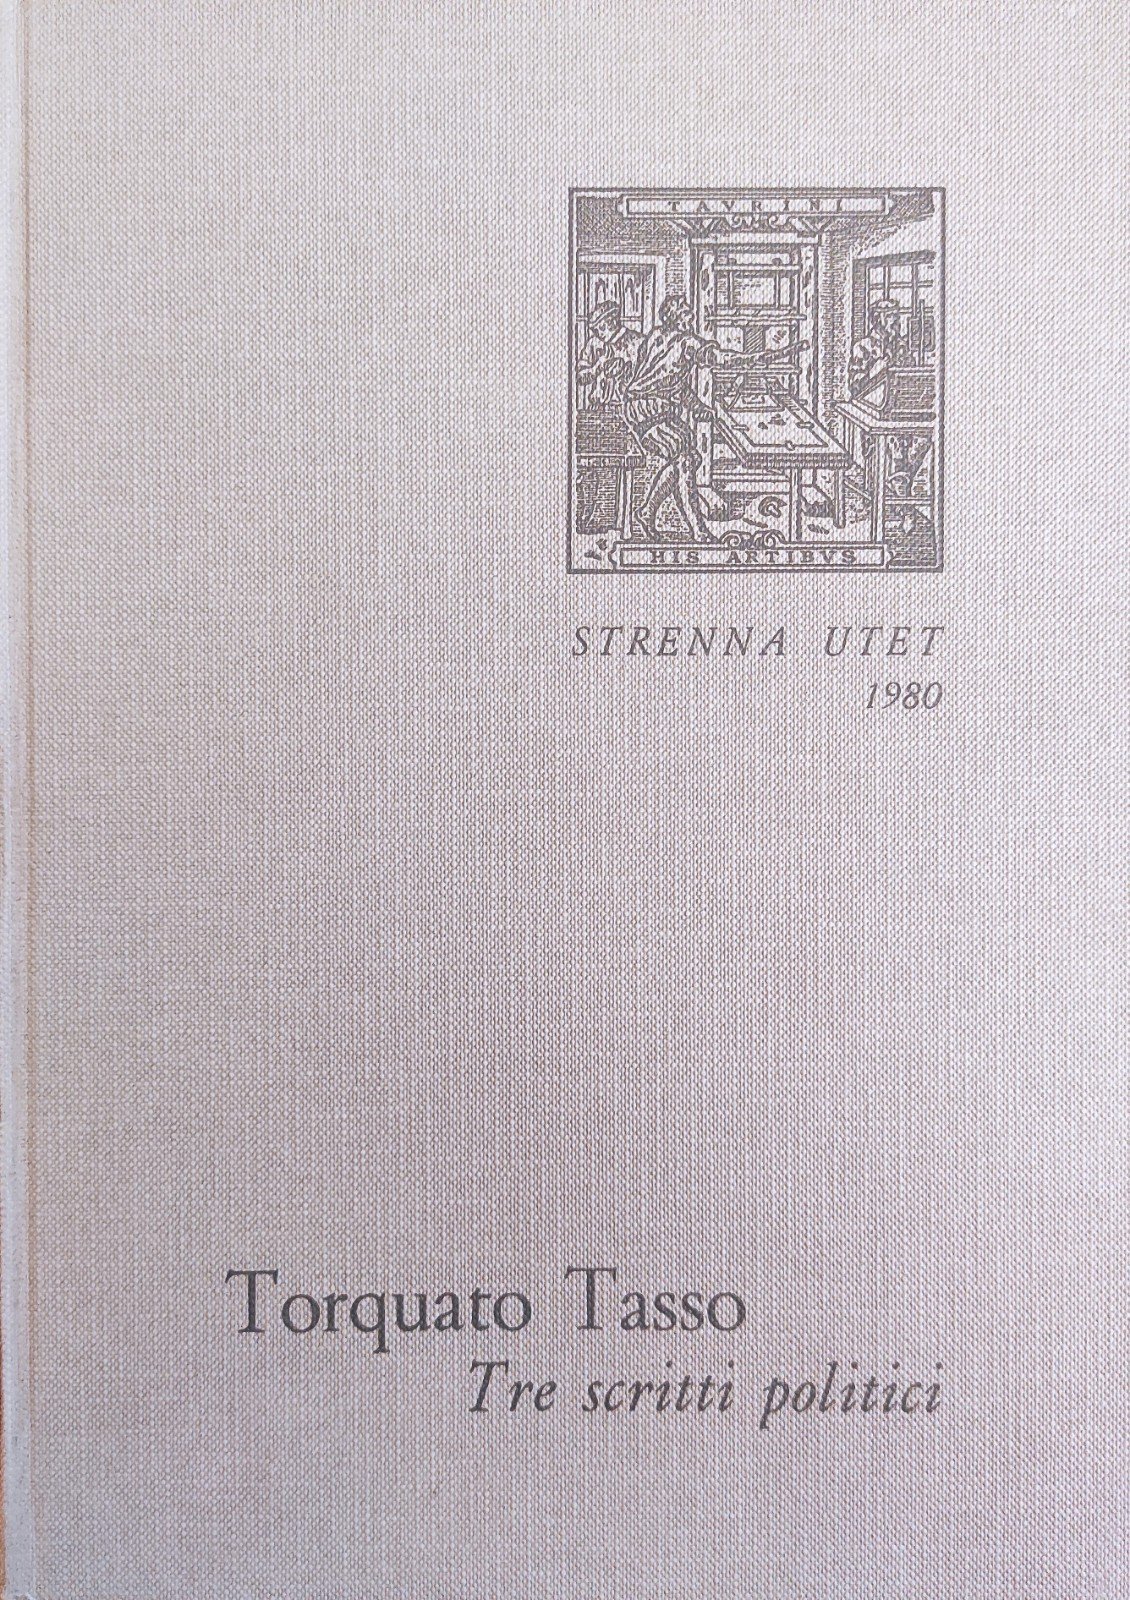 TAVRINI
HIS ARTIBVS
STRENNA UTET
1980
Torquato Tasso
Tre scritti politici